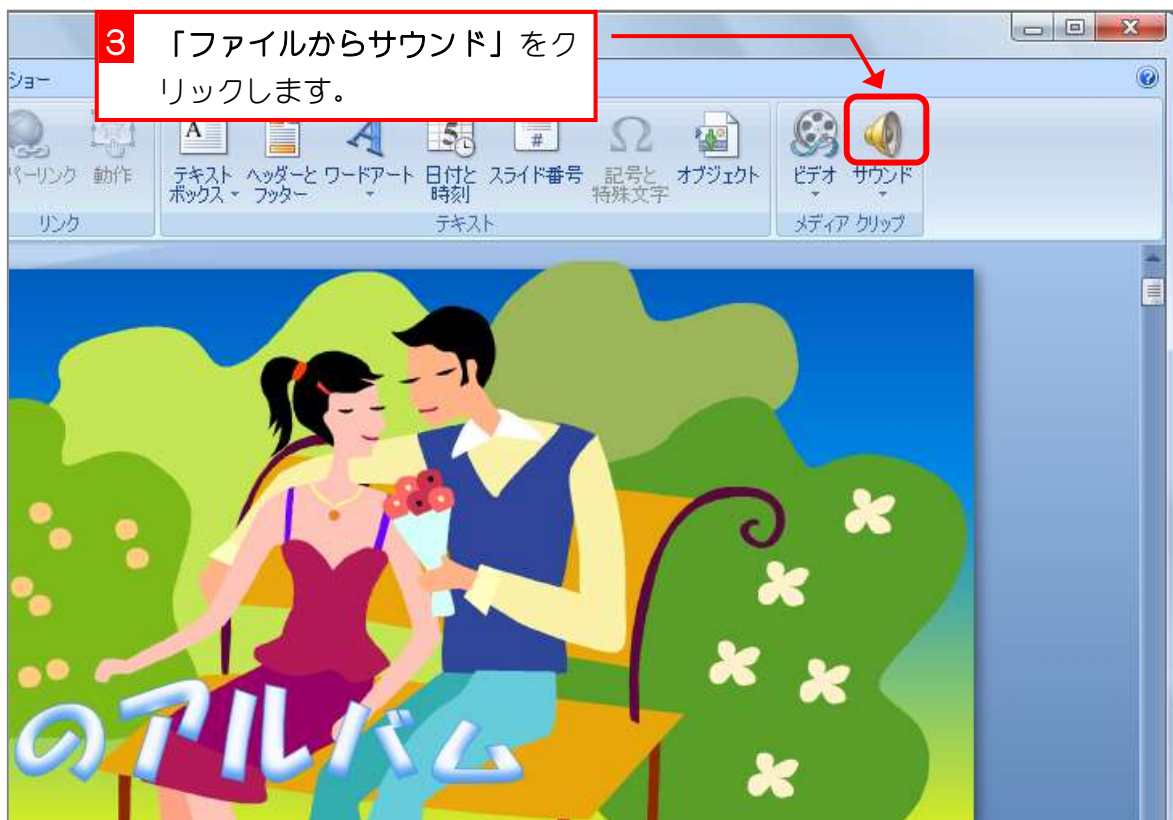 3 「ファイルからサウンド」をク
リックします。
ショー
パーリンク 動作 テキスト ヘッダーと ワードアート 日付と スライド番号 記号と オブジェクト ビデオ サウンド
ボックス フッター 時刻 特殊文字
リンク テキスト メディア クリップ
のアルバム